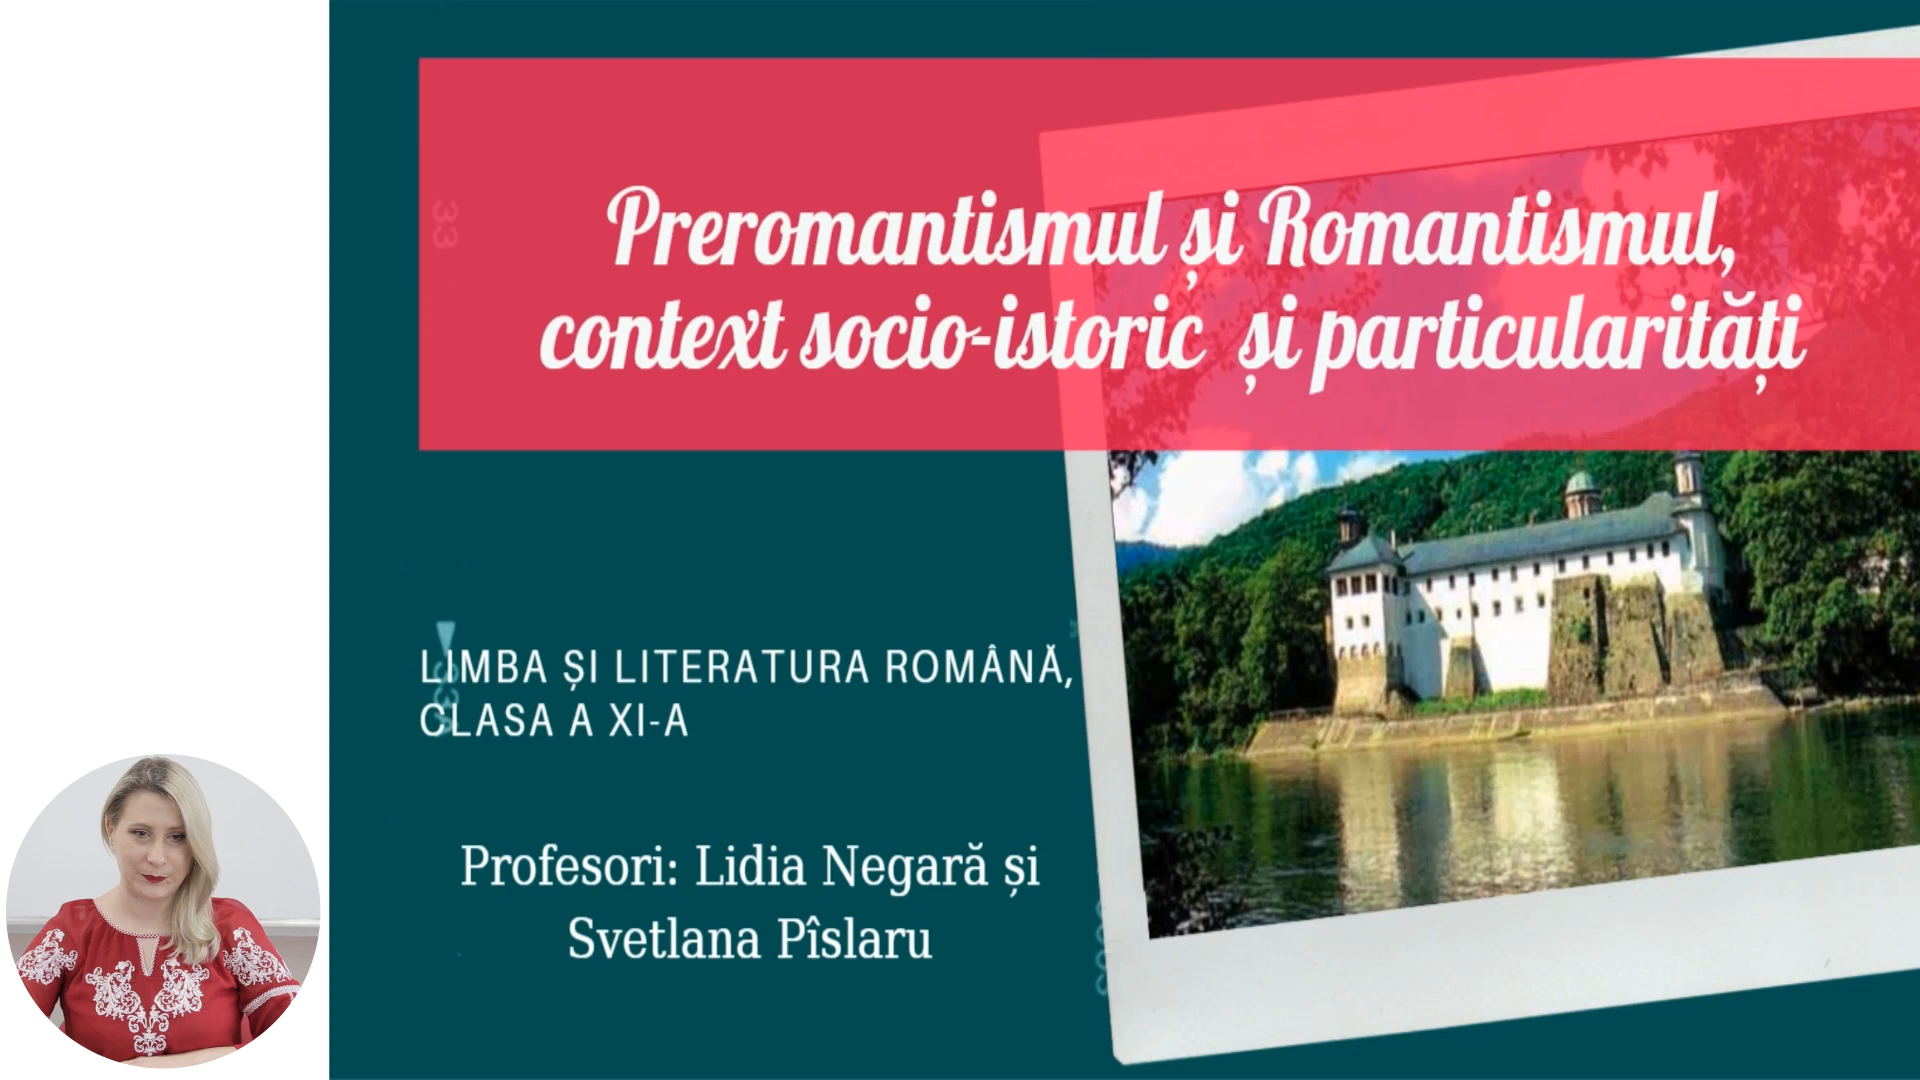 Preromantismul și Romantismul,
context socio-istoric și particularități
33
LIMBA ȘI LITERATURA ROMÂNĂ,
CLASA A XI-A
Profesori: Lidia Negară și
Svetlana Pîslaru